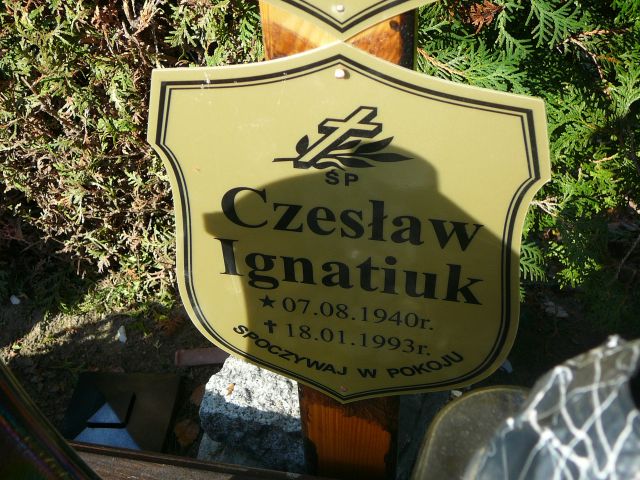 ŚP
Czesław
Ignatiuk
★ 07.08.1940r.
✝ 18.01.1993r.
SPOCZYWAJ W POKOJU